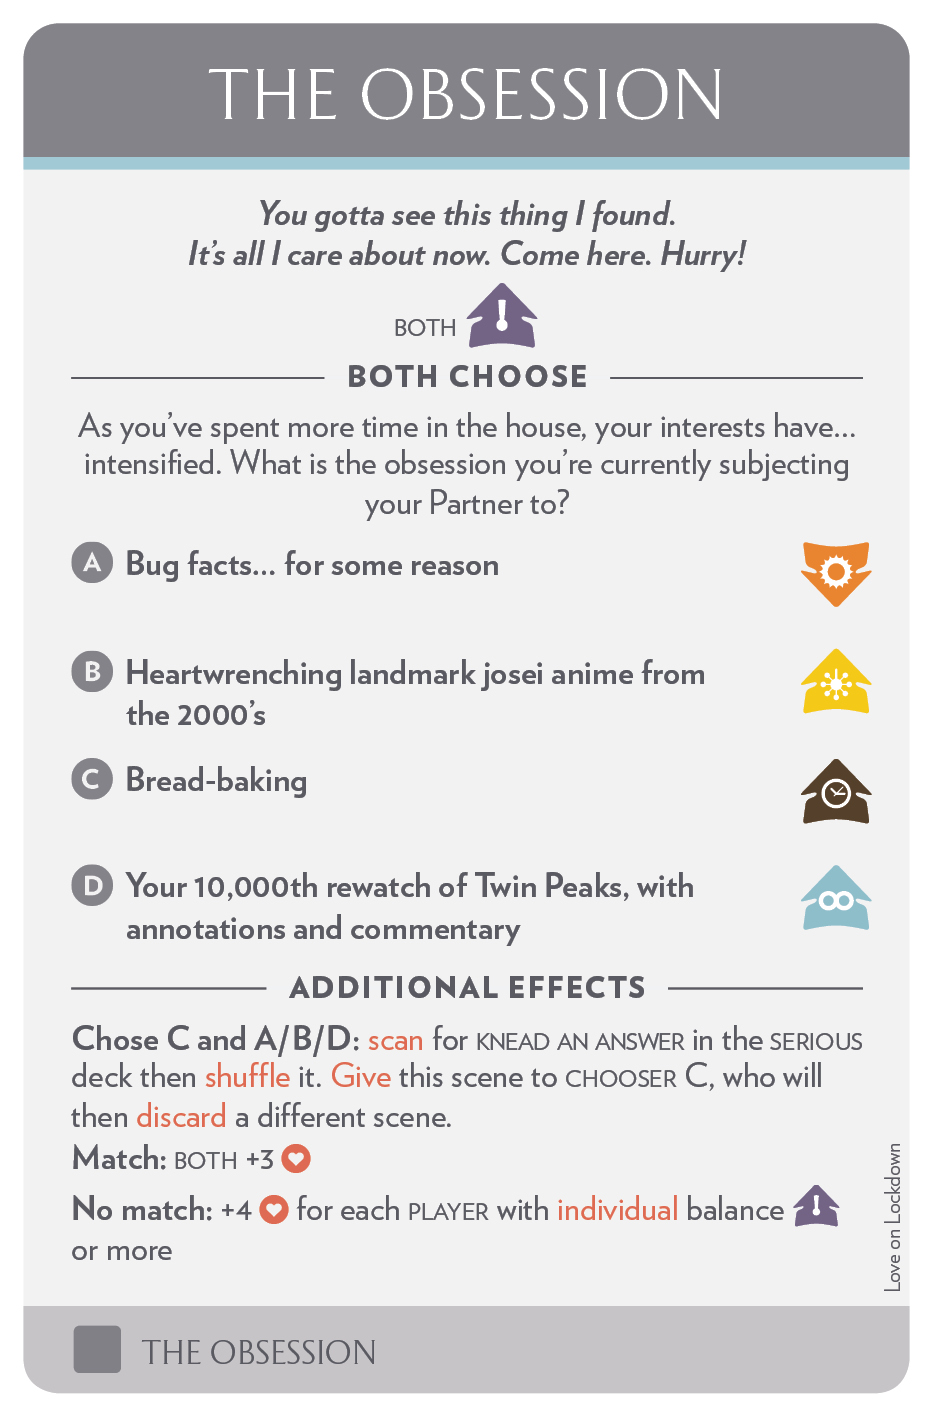 THE OBSESSION
You gotta see this thing I found.
It's all I care about now. Come here. Hurry!
BOTH
BOTH CHOOSE
As you've spent more time in the house, your interests have...
intensified. What is the obsession you're currently subjecting
your Partner to?
A Bug facts... for some reason
B Heartwrenching landmark josei anime from
the 2000's
C Bread-baking
D Your 10,000th rewatch of Twin Peaks, with
annotations and commentary
ADDITIONAL EFFECTS
Chose C and A/B/D: scan for KNEAD AN ANSWER in the SERIOUS
deck then shuffle it. Give this scene to CHOOSER C, who will
then discard a different scene.
Match: BOTH +3
No match: +4 for each PLAYER with individual balance
or more
Love on Lockdown
THE OBSESSION